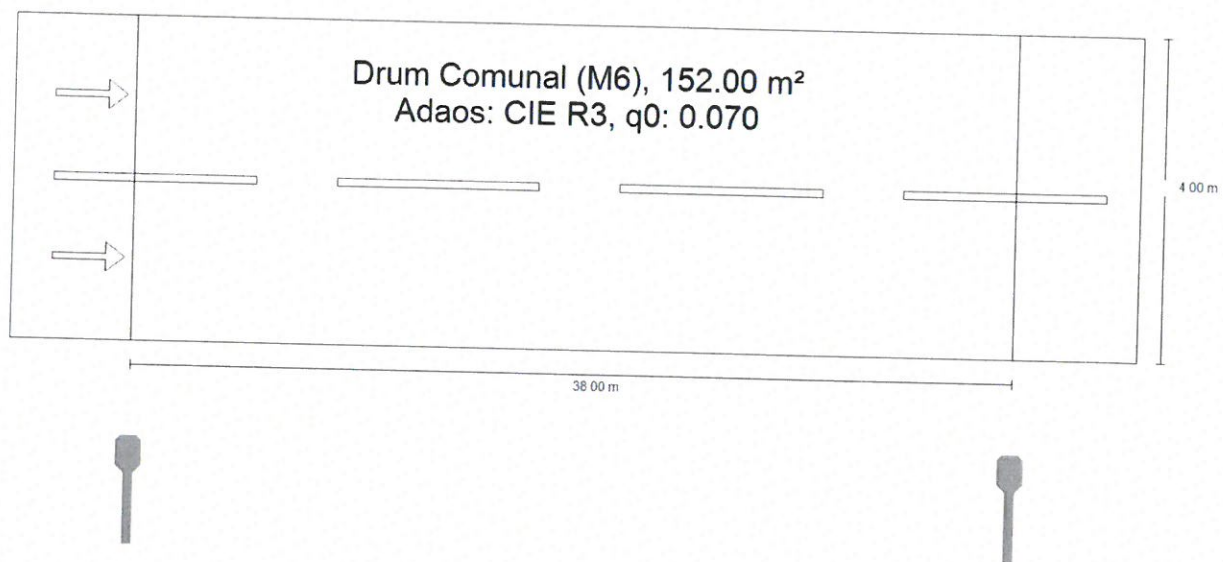 Drum Comunal (M6), 152.00 m²
Adaos: CIE R3, q0: 0.070
4.00 m
38.00 m